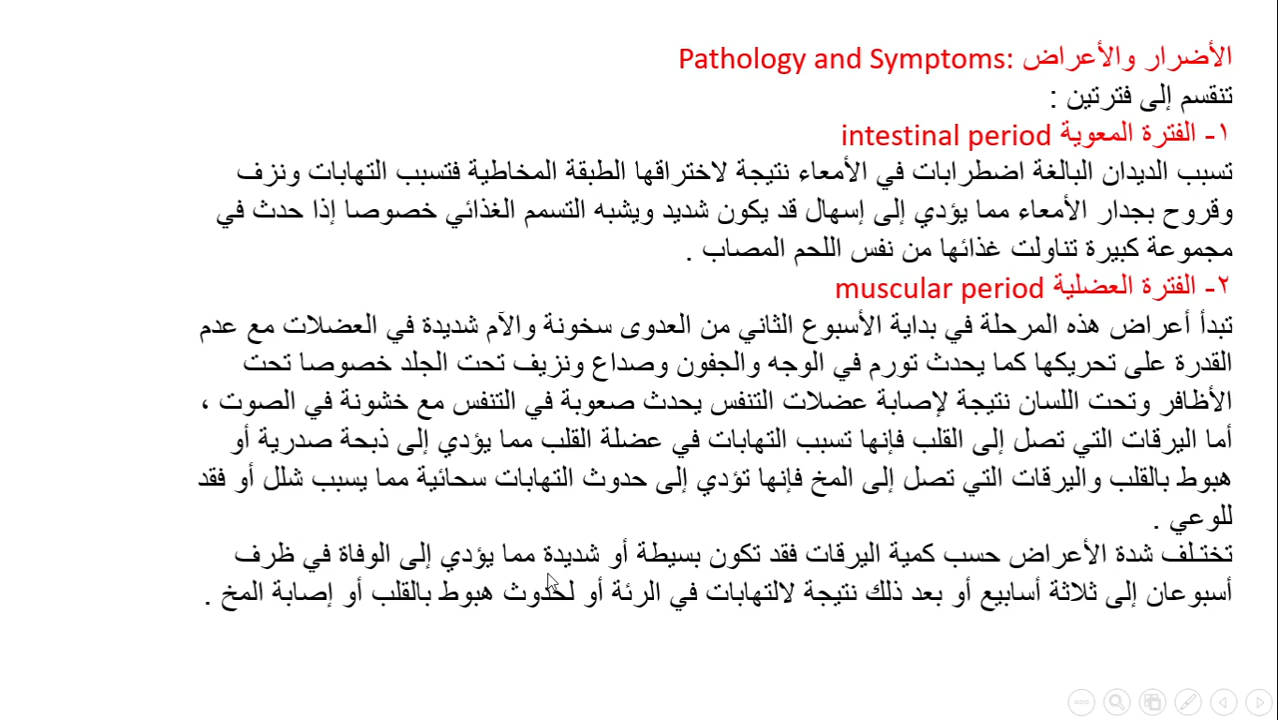 الأضرار والأعراض :Pathology and Symptoms
تنقسم إلى فترتين :
١- الفترة المعوية intestinal period
تسبب الديدان البالغة اضطرابات في الأمعاء نتيجة لاختراقها الطبقة المخاطية فتسبب التهابات ونزف
وقروح بجدار الأمعاء مما يؤدي إلى إسهال قد يكون شديد ويشبه التسمم الغذائي خصوصا إذا حدث في
مجموعة كبيرة تناولت غذائها من نفس اللحم المصاب .
٢- الفترة العضلية muscular period
تبدأ أعراض هذه المرحلة في بداية الأسبوع الثاني من العدوى سخونة والآم شديدة في العضلات مع عدم
القدرة على تحريكها كما يحدث تورم في الوجه والجفون وصداع ونزيف تحت الجلد خصوصا تحت
الأظافر وتحت اللسان نتيجة لإصابة عضلات التنفس يحدث صعوبة في التنفس مع خشونة في الصوت ،
أما اليرقات التي تصل إلى القلب فإنها تسبب التهابات في عضلة القلب مما يؤدي إلى ذبحة صدرية أو
هبوط بالقلب واليرقات التي تصل إلى المخ فإنها تؤدي إلى حدوث التهابات سحائية مما يسبب شلل أو فقد
للوعي .
تختلف شدة الأعراض حسب كمية اليرقات فقد تكون بسيطة أو شديدة مما يؤدي إلى الوفاة في ظرف
أسبوعان إلى ثلاثة أسابيع أو بعد ذلك نتيجة لالتهابات في الرئة أو لحدوث هبوط بالقلب أو إصابة المخ .